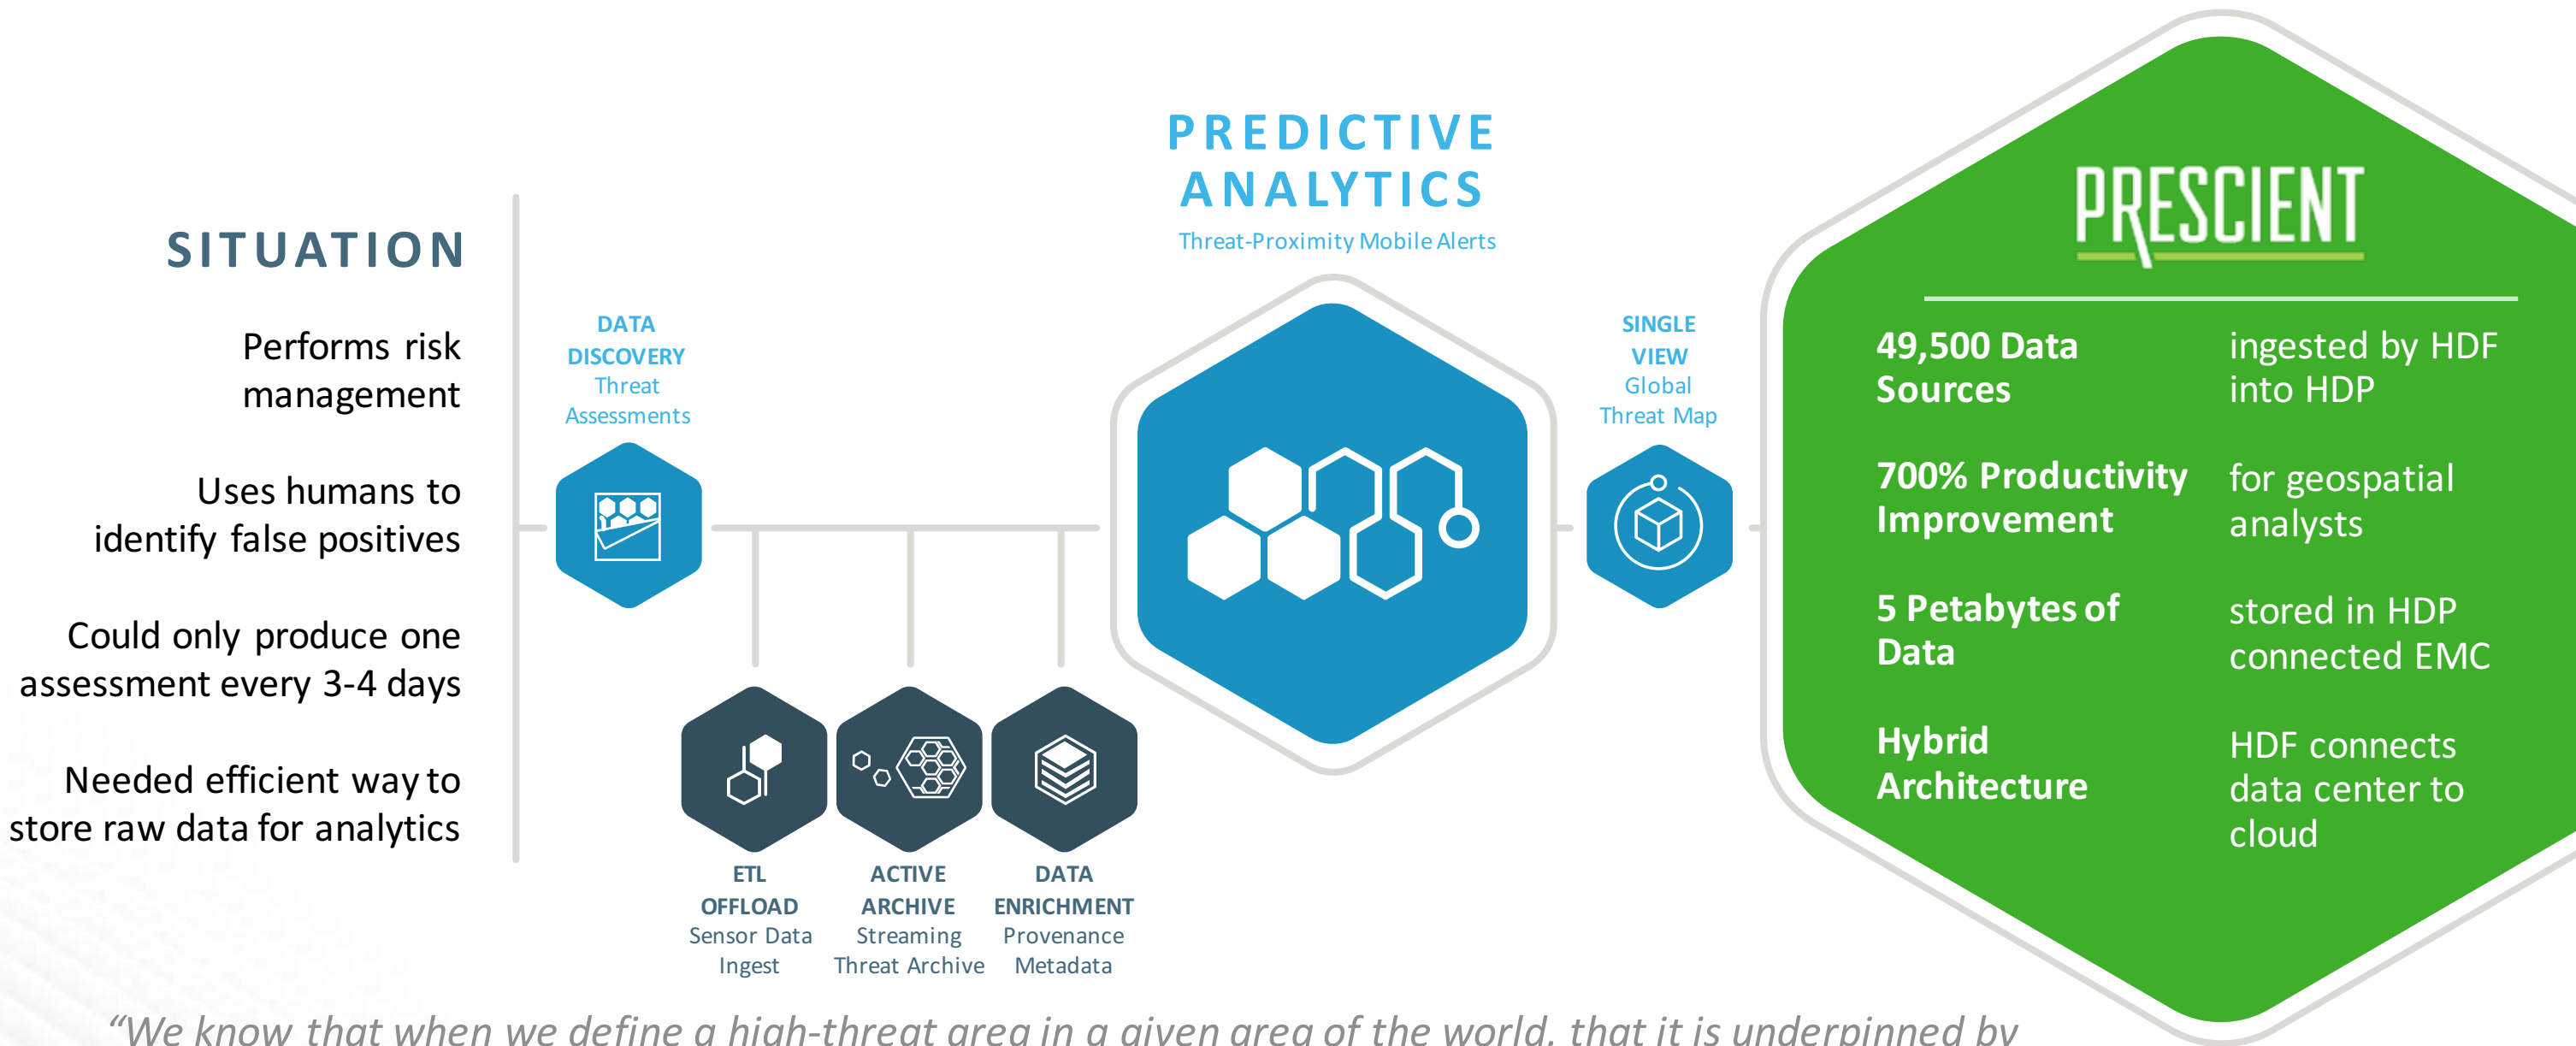 SITUATION
Performs risk
management
Uses humans to
identify false positives
Could only produce one
assessment every 3-4 days
Needed efficient way to
store raw data for analytics
DATA
DISCOVERY
Threat
Assessments
ETL
OFFLOAD
Sensor Data
Ingest
ACTIVE
ARCHIVE
Streaming
Threat Archive
DATA
ENRICHMENT
Provenance
Metadata
PREDICTIVE
ANALYTICS
Threat-Proximity Mobile Alerts
SINGLE
VIEW
Global
Threat Map
PRESCIENT
49,500 Data
Sources
ingested by HDF
into HDP
700% Productivity
Improvement
for geospatial
analysts
5 Petabytes of
Data
stored in HDP
connected EMC
Hybrid
Architecture
HDF connects
data center to
cloud
“We know that when we define a high-threat area in a given area of the world, that it is underpinned by